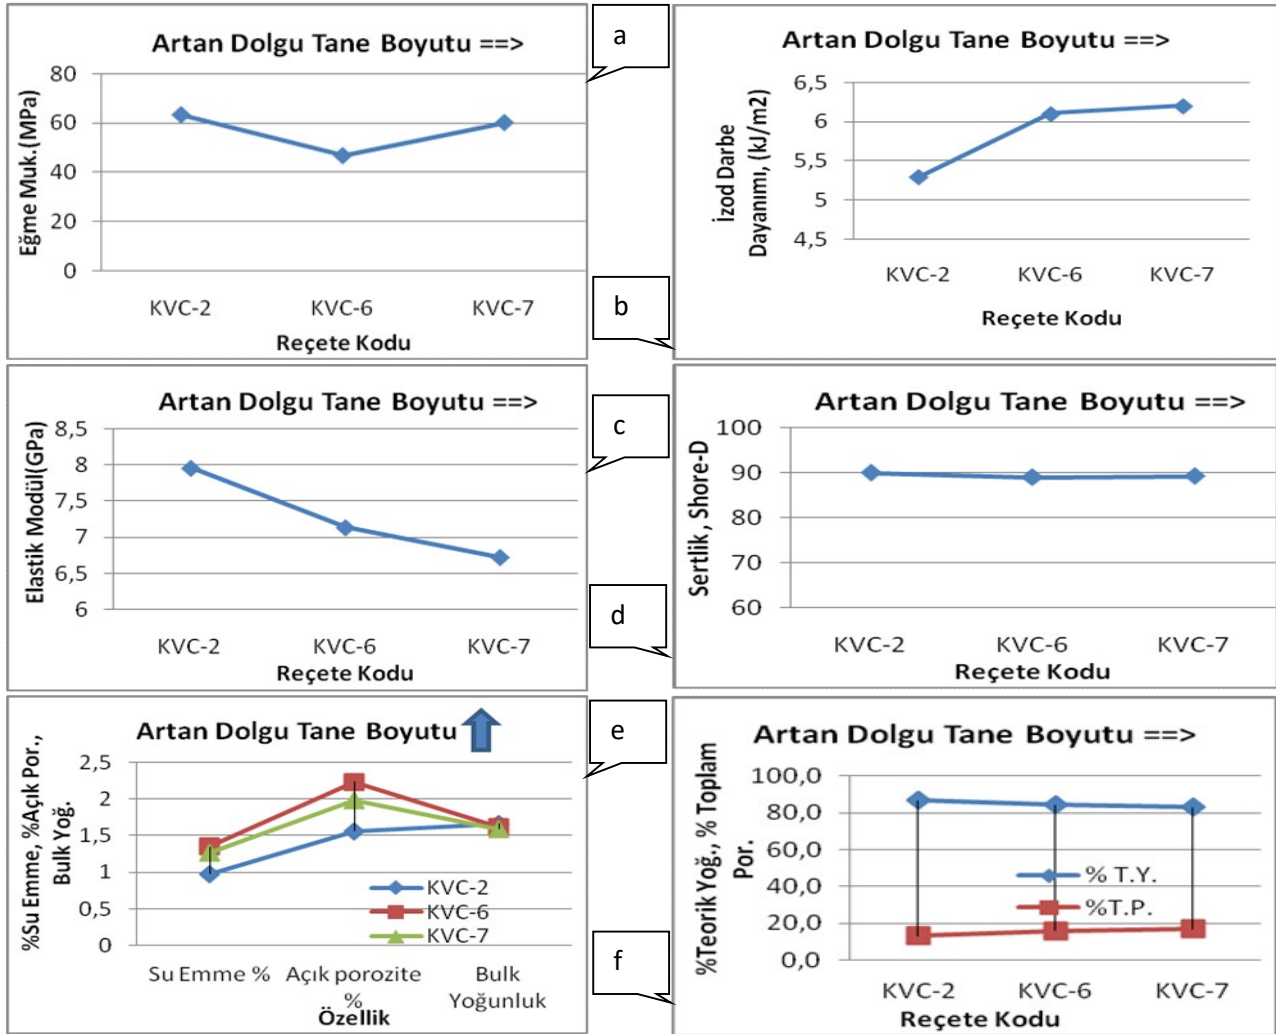 Artan Dolgu Tane Boyutu ==>
Eğme Muk.(MPa)
80
60
40
20
0
KVC-2 KVC-6 KVC-7
Reçete Kodu
a
Artan Dolgu Tane Boyutu ==>
İzod Darbe
Dayanımı, (kJ/m2)
6,5
6
5,5
5
4,5
KVC-2 KVC-6 KVC-7
Reçete Kodu
b
Artan Dolgu Tane Boyutu ==>
Elastik Modül(GPa)
8,5
8
7,5
7
6,5
6
KVC-2 KVC-6 KVC-7
Reçete Kodu
c
Artan Dolgu Tane Boyutu ==>
Sertlik , Shore-D
100
90
80
70
60
KVC-2 KVC-6 KVC-7
Reçete Kodu
d
Artan Dolgu Tane Boyutu
%Su Emme, %Açık Por.,
Bulk Yoğ.
2,5
2
1,5
1
0,5
0
KVC-2
KVC-6
KVC-7
Su Emme % Açık porozite Bulk
% Yoğunluk
Özellik
e
Artan Dolgu Tane Boyutu ==>
%Teorik Yoğ., % Toplam
Por.
100,0
80,0
60,0
40,0
20,0
0,0
% T.Y.
%T.P.
KVC-2 KVC-6 KVC-7
Reçete Kodu
f